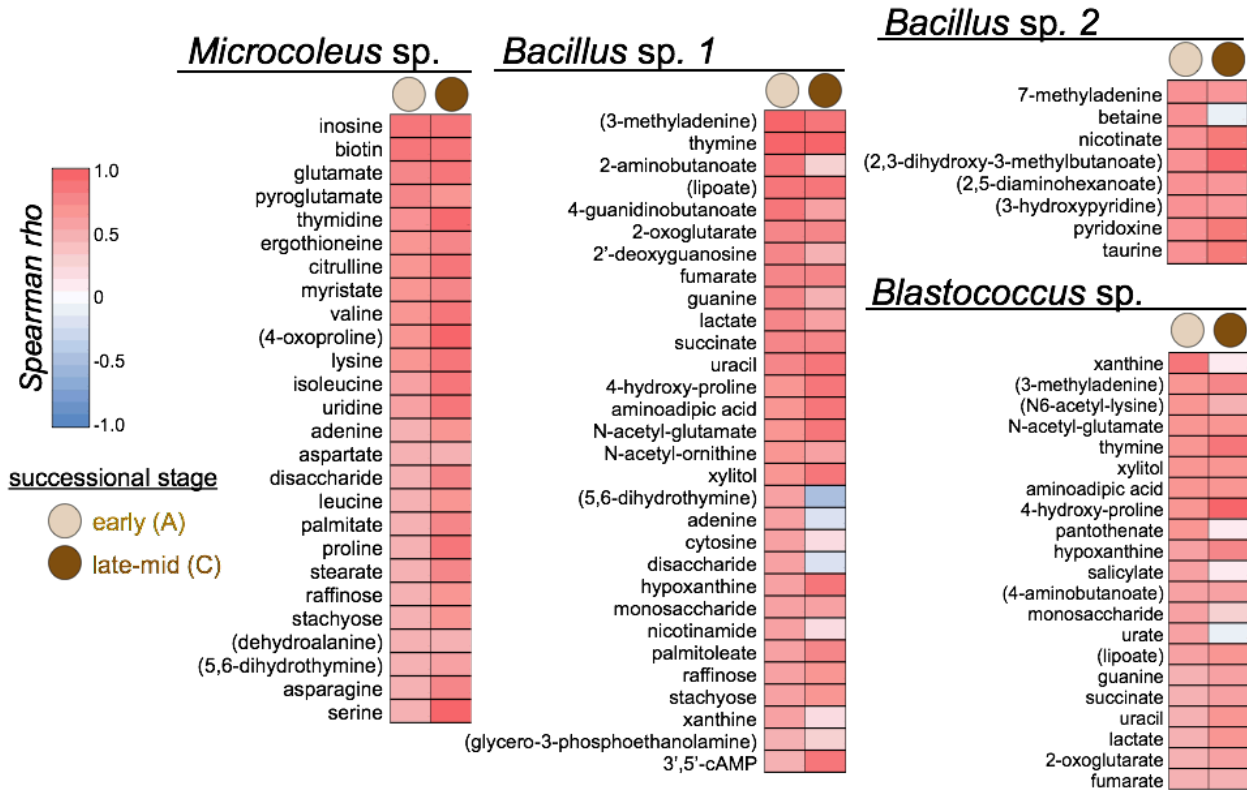 Microcoleus sp.
inosine
biotin
glutamate
pyroglutamate
thymidine
ergothioneine
citrulline
myristate
valine
(4-oxoproline)
lysine
isoleucine
uridine
adenine
aspartate
disaccharide
leucine
palmitate
proline
stearate
raffinose
stachyose
(dehydroalanine)
(5,6-dihydrothymine)
asparagine
serine
Spearman rho
1.0
0.5
0
-0.5
-1.0
successional stage
early (A)
late-mid (C)
Bacillus sp. 1
(3-methyladenine)
thymine
2-aminobutanoate
(lipoate)
4-guanidinobutanoate
2-oxoglutarate
2'-deoxyguanosine
fumarate
guanine
lactate
succinate
uracil
4-hydroxy-proline
aminoadipic acid
N-acetyl-glutamate
N-acetyl-ornithine
xylitol
(5,6-dihydrothymine)
adenine
cytosine
disaccharide
hypoxanthine
monosaccharide
nicotinamide
palmitoleate
raffinose
stachyose
xanthine
(glycero-3-phosphoethanolamine)
3',5'-cAMP
Bacillus sp. 2
7-methyladenine
betaine
nicotinate
(2,3-dihydroxy-3-methylbutanoate)
(2,5-diaminohexanoate)
(3-hydroxypyridine)
pyridoxine
taurine
Blastococcus sp.
xanthine
(3-methyladenine)
(N6-acetyl-lysine)
N-acetyl-glutamate
thymine
xylitol
aminoadipic acid
4-hydroxy-proline
pantothenate
hypoxanthine
salicylate
(4-aminobutanoate)
monosaccharide
urate
(lipoate)
guanine
succinate
uracil
lactate
2-oxoglutarate
fumarate